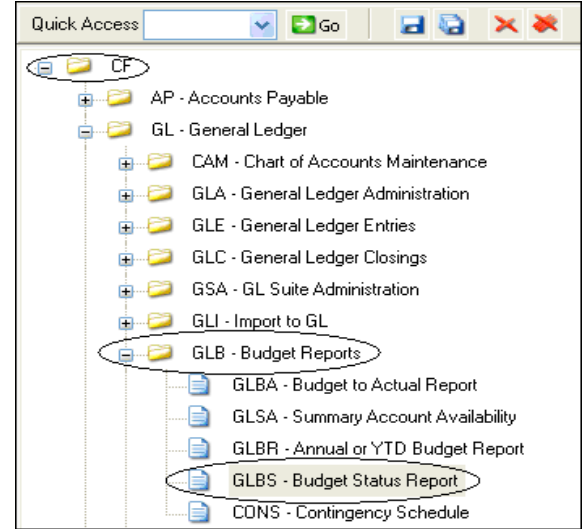 Quick Access Go
CF
AP - Accounts Payable
GL - General Ledger
CAM - Chart of Accounts Maintenance
GLA - General Ledger Administration
GLE - General Ledger Entries
GLC - General Ledger Closings
GSA - GL Suite Administration
GLI - Import to GL
GLB - Budget Reports
GLBA - Budget to Actual Report
GLSA - Summary Account Availability
GLBR - Annual or YTD Budget Report
GLBS - Budget Status Report
CONS - Contingency Schedule